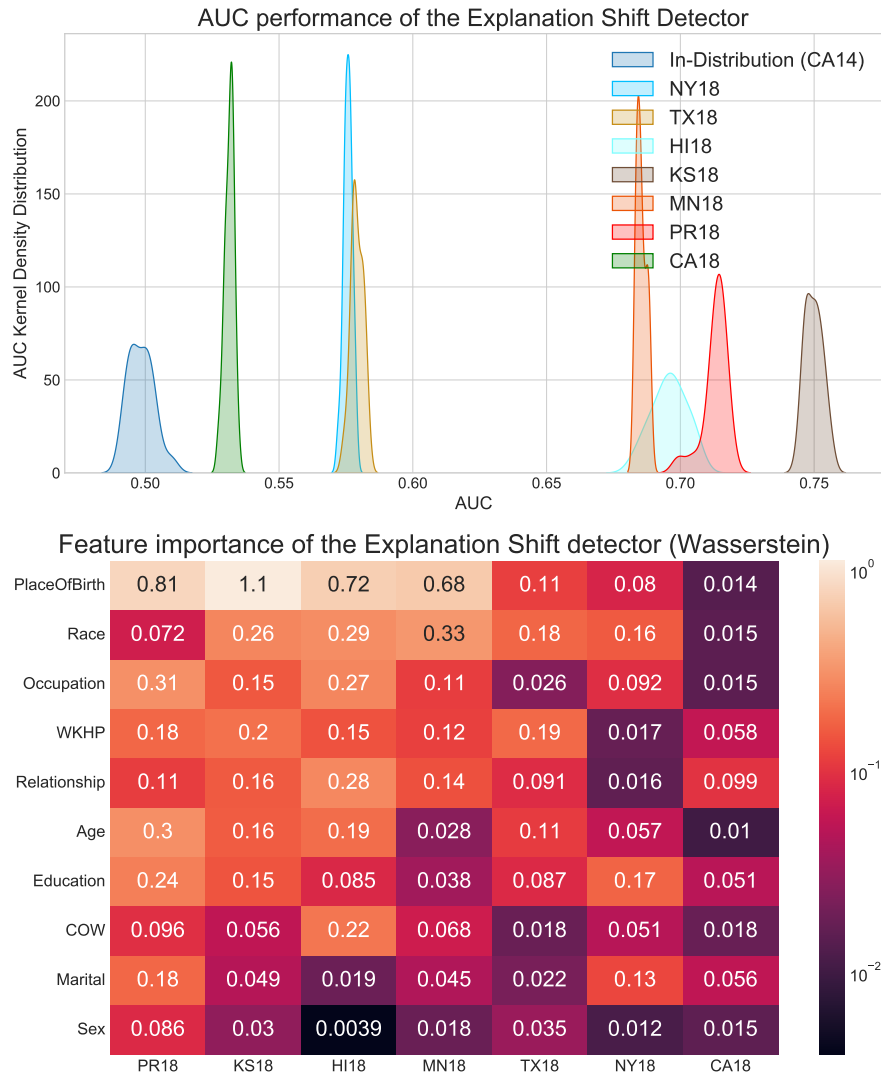 AUC performance of the Explanation Shift Detector
AUC Kernel Density Distribution
200
150
100
50
0
In-Distribution (CA14)
NY18
TX18
HI18
KS18
MN18
PR18
CA18
0.50 0.55 0.60 0.65 0.70 0.75
AUC
Feature importance of the Explanation Shift detector (Wasserstein)
PlaceOfBirth 0.81 1.1 0.72 0.68 0.11 0.08 0.014
Race 0.072 0.26 0.29 0.33 0.18 0.16 0.015
Occupation 0.31 0.15 0.27 0.11 0.026 0.092 0.015
WKHP 0.18 0.2 0.15 0.12 0.19 0.017 0.058
Relationship 0.11 0.16 0.28 0.14 0.091 0.016 0.099
Age 0.3 0.16 0.19 0.028 0.11 0.057 0.01
Education 0.24 0.15 0.085 0.038 0.087 0.17 0.051
COW 0.096 0.056 0.22 0.068 0.018 0.051 0.018
Marital 0.18 0.049 0.019 0.045 0.022 0.13 0.056
Sex 0.086 0.03 0.0039 0.018 0.035 0.012 0.015
PR18 KS18 HI18 MN18 TX18 NY18 CA18
10⁰
10⁻¹
10⁻²